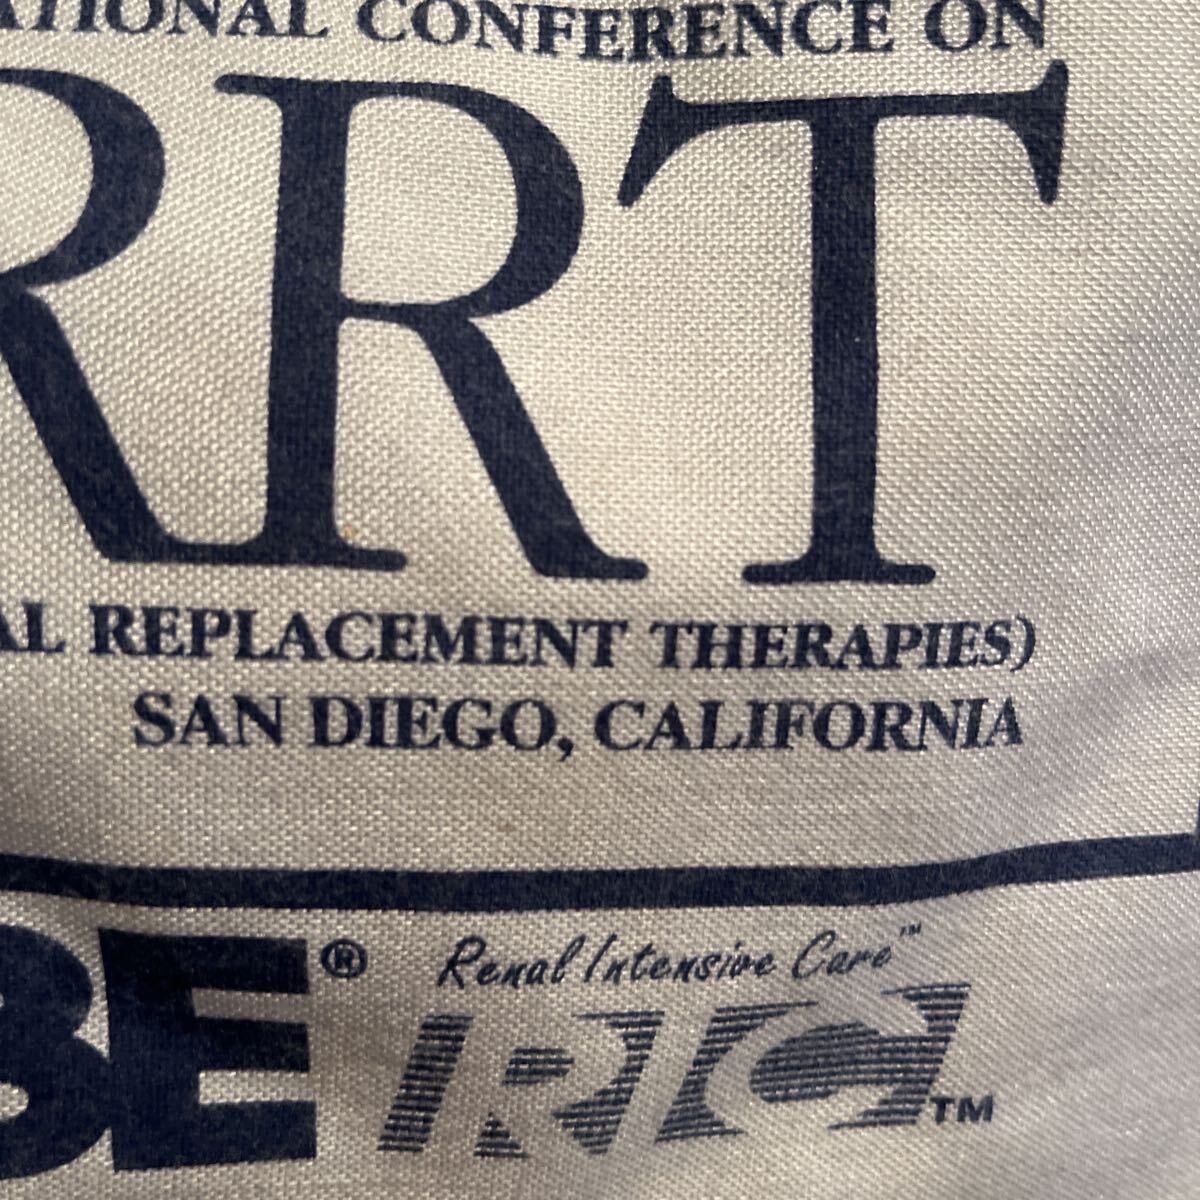 ATIONAL CONFERENCE ON
RRT
AL REPLACEMENT THERAPIES)
SAN DIEGO, CALIFORNIA
BE® Renal Intensive Care™
RIC™